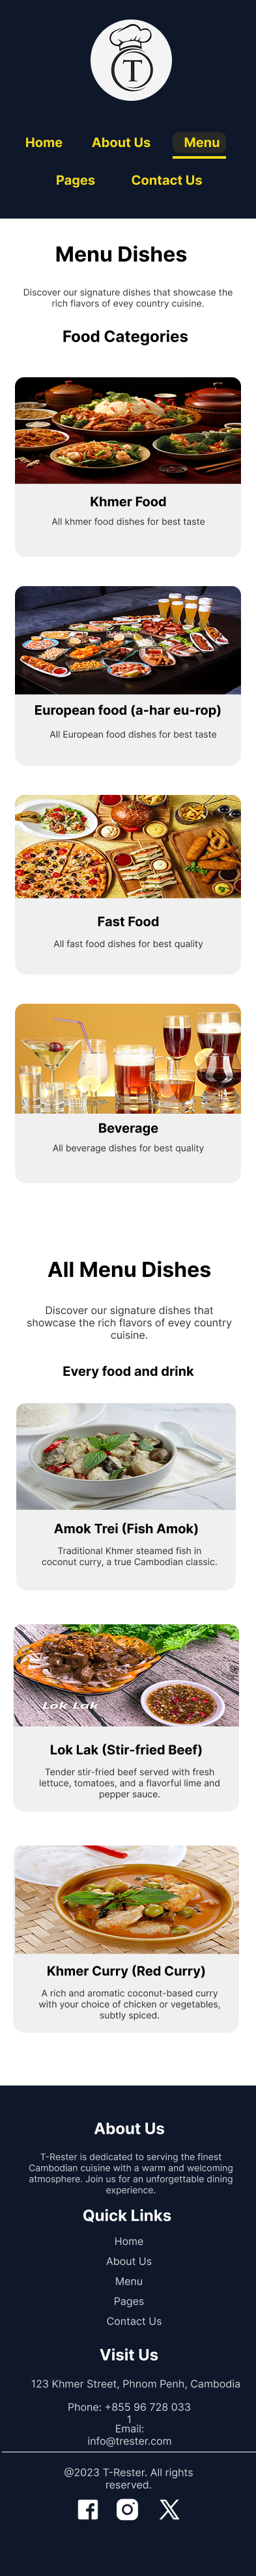 T
Home About Us Menu
Pages Contact Us
Menu Dishes
Discover our signature dishes that showcase the
rich flavors of evey country cuisine.
Food Categories
Khmer Food
All khmer food dishes for best taste
European food (a-har eu-rop)
All European food dishes for best taste
Fast Food
All fast food dishes for best quality
Beverage
All beverage dishes for best quality
All Menu Dishes
Discover our signature dishes that
showcase the rich flavors of evey country
cuisine.
Every food and drink
Amok Trei (Fish Amok)
Traditional Khmer steamed fish in
coconut curry, a true Cambodian classic.
Lok Lak
Lok Lak (Stir-fried Beef)
Tender stir-fried beef served with fresh
lettuce, tomatoes, and a flavorful lime and
pepper sauce.
Khmer Curry (Red Curry)
A rich and aromatic coconut-based curry
with your choice of chicken or vegetables,
subtly spiced.
About Us
T-Rester is dedicated to serving the finest
Cambodian cuisine with a warm and welcoming
atmosphere. Join us for an unforgettable dining
experience.
Quick Links
Home
About Us
Menu
Pages
Contact Us
Visit Us
123 Khmer Street, Phnom Penh, Cambodia
Phone: +855 96 728 033
1
Email:
info@trester.com
@2023 T-Rester. All rights
reserved.